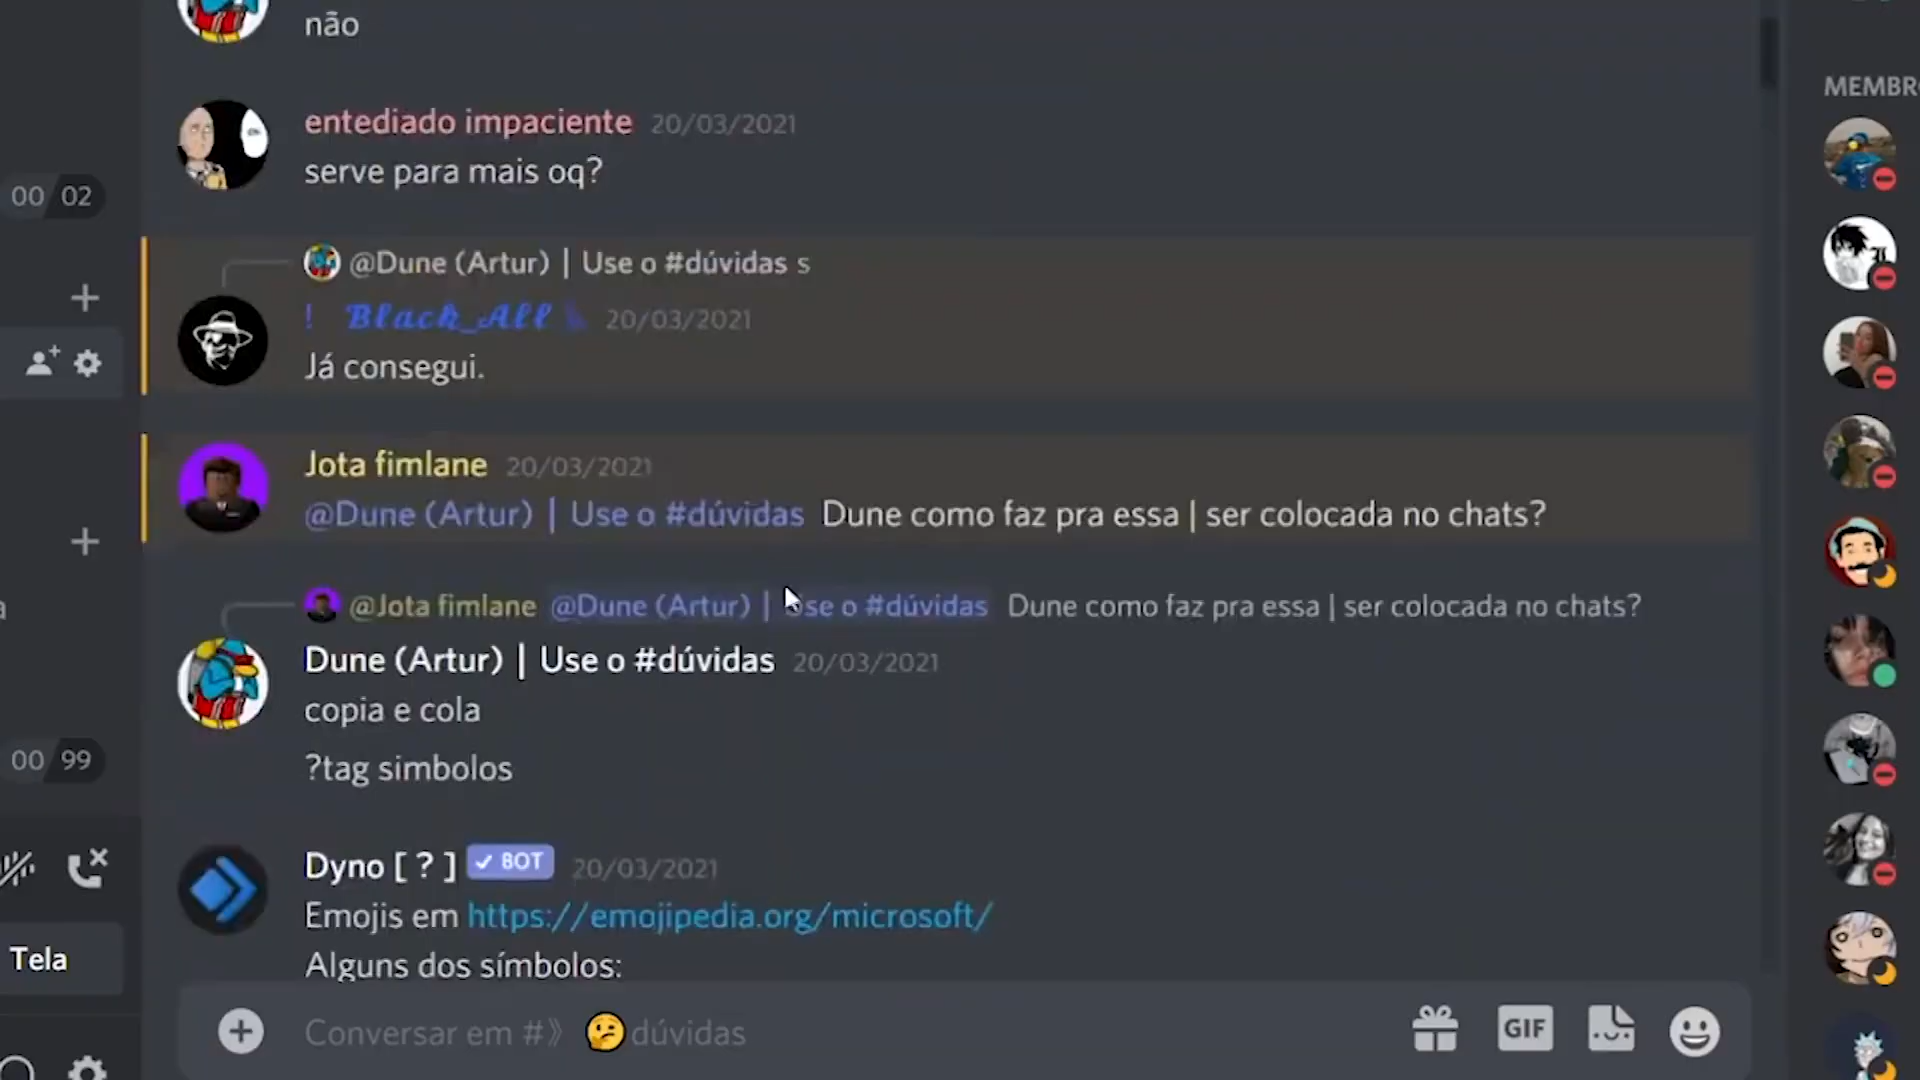 não
MEMBRO
entediado impaciente 20/03/2021
serve para mais oq?
00 02
@Dune (Artur) | Use o #dúvidas s
! 𝓑𝓵𝓪𝓬𝓴_𝓐𝓵𝓵 20/03/2021
Já consegui.
Jota fimlane 20/03/2021
@Dune (Artur) | Use o #dúvidas Dune como faz pra essa | ser colocada no chats?
@Jota fimlane @Dune (Artur) | Use o #dúvidas Dune como faz pra essa | ser colocada no chats?
a
Dune (Artur) | Use o #dúvidas 20/03/2021
copia e cola
?tag simbolos
00 99
Dyno [ ? ] ✓ BOT 20/03/2021
Emojis em https://emojipedia.org/microsoft/
Alguns dos símbolos:
Tela
Conversar em #》🤔dúvidas
GIF